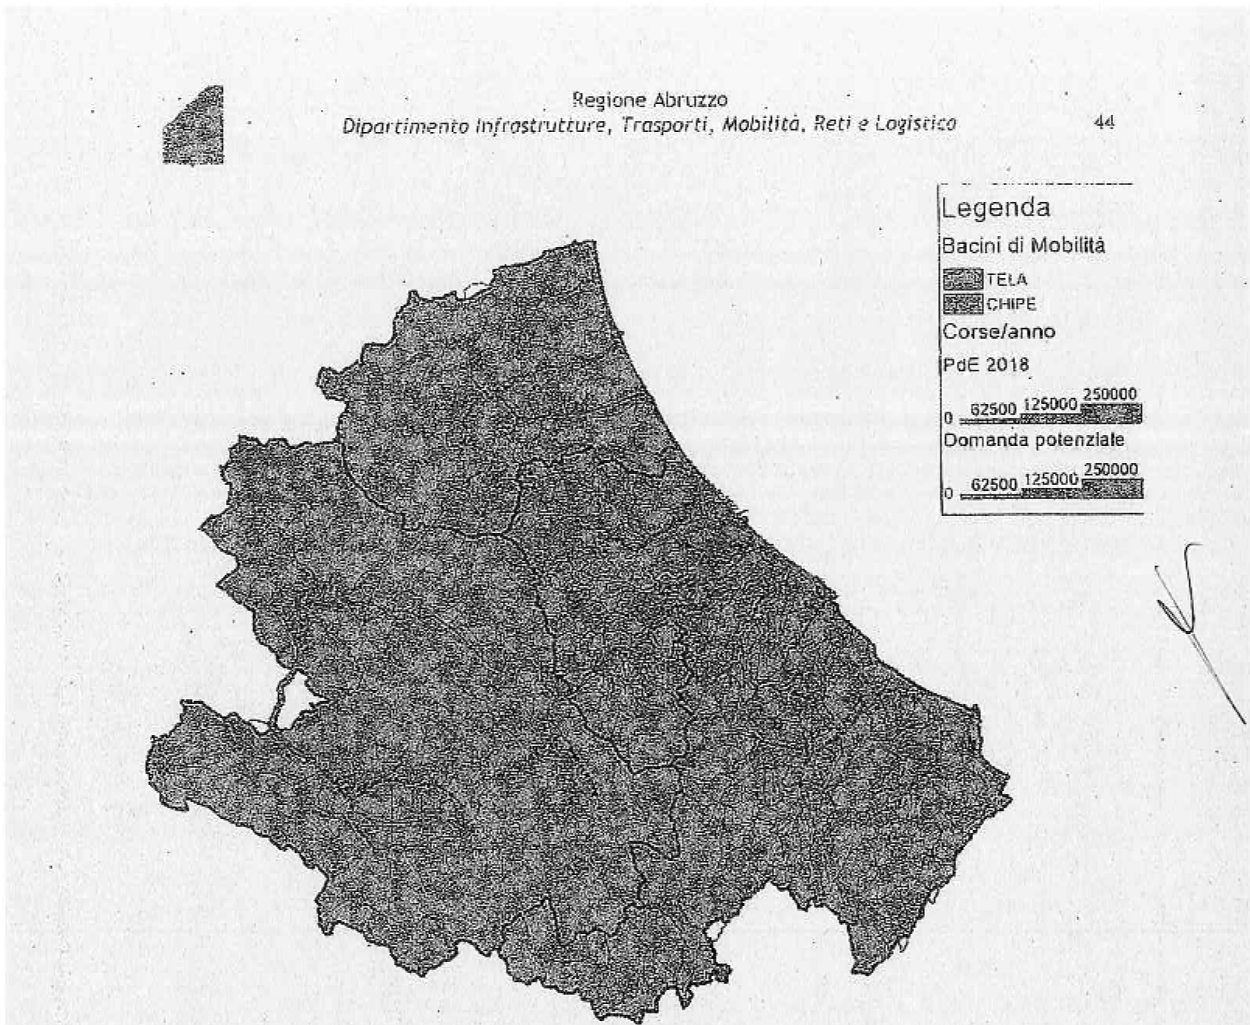 Regione Abruzzo
Dipartimento Infrastrutture, Trasporti, Mobilità, Reti e Logistica
44
Legenda
Bacini di Mobilità
TELA
CHIPE
Corse/anno
PdE 2018
0 62500 125000 250000
Domanda potenziale
0 62500 125000 250000